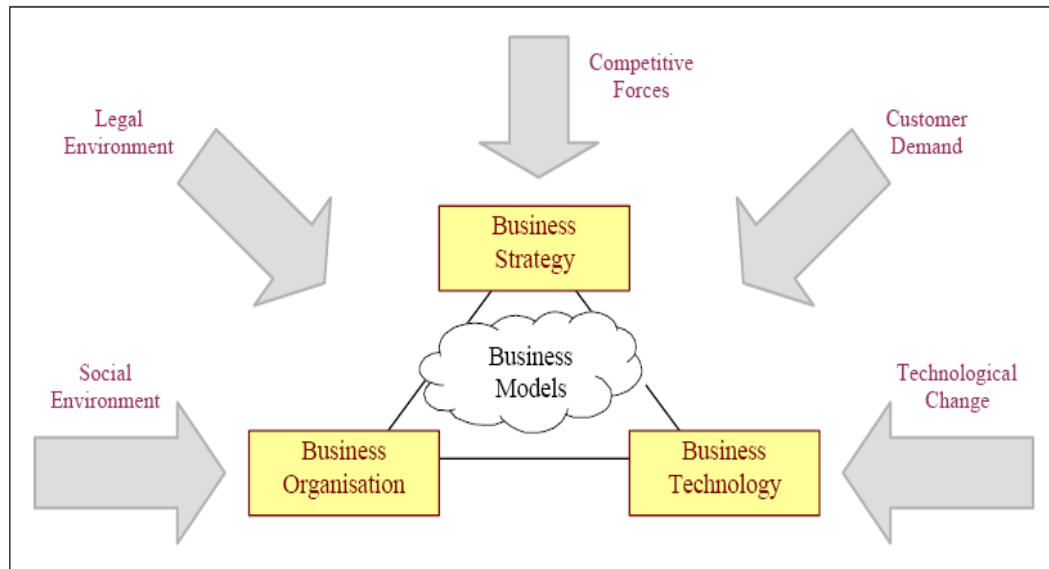 Competitive
Forces
Legal
Environment
Customer
Demand
Business
Strategy
Business
Models
Social
Environment
Technological
Change
Business
Organisation
Business
Technology